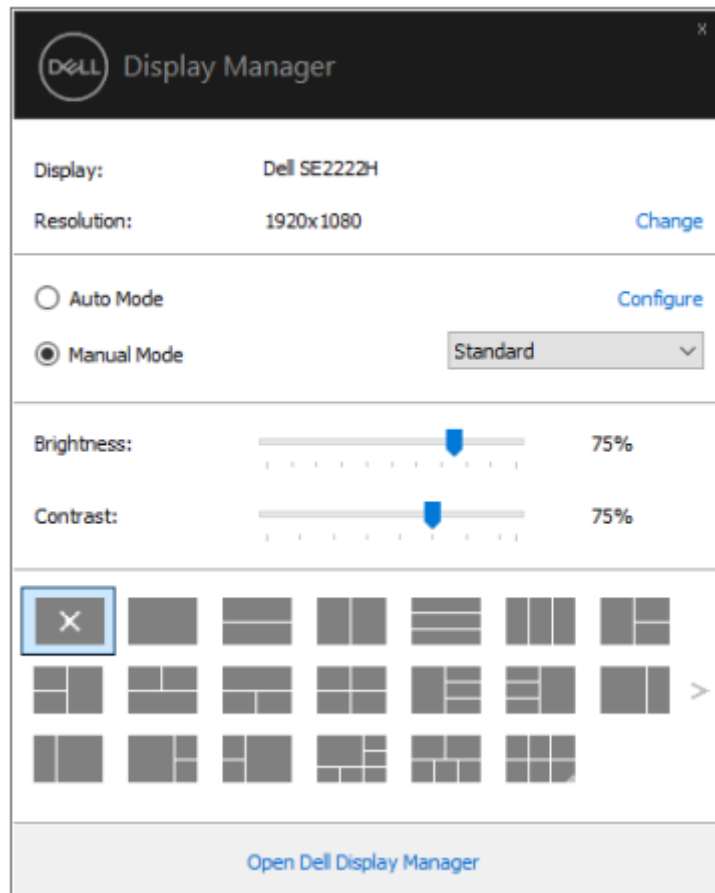 x
DELL Display Manager
Display: Dell SE2222H
Resolution: 1920x1080 Change
Auto Mode Configure
Manual Mode Standard
Brightness: 75%
Contrast: 75%
Open Dell Display Manager